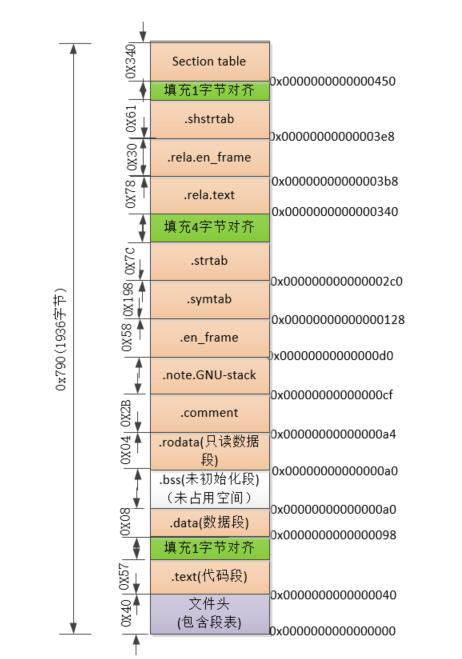 0X340
Section table
0x0000000000000450
填充1字节对齐
0X61
.shstrtab
0x00000000000003e8
0X30
.rela.en_frame
0x00000000000003b8
0X78
.rela.text
0x0000000000000340
填充4字节对齐
0X7C
.strtab
0x00000000000002c0
0X198
.symtab
0x0000000000000128
0X58
.en_frame
0x00000000000000d0
.note.GNU-stack
0x00000000000000cf
0X2B
.comment
0x00000000000000a4
0X04
.rodata(只读数据
段)
0x00000000000000a0
.bss(未初始化段)
（未占用空间）
0x00000000000000a0
0X08
.data(数据段)
0x0000000000000098
填充1字节对齐
0X57
.text(代码段)
0x0000000000000040
0X40
文件头
(包含段表)
0x0000000000000000
0x790(1936字节)